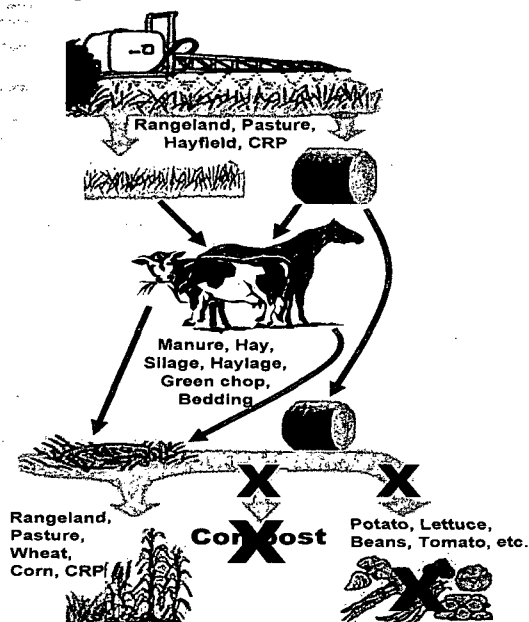 Rangeland, Pasture,
Hayfield, CRP
Manure, Hay,
Silage, Haylage,
Green chop,
Bedding
Rangeland,
Pasture,
Wheat,
Corn, CRP
Compost
Potato, Lettuce,
Beans, Tomato, etc.